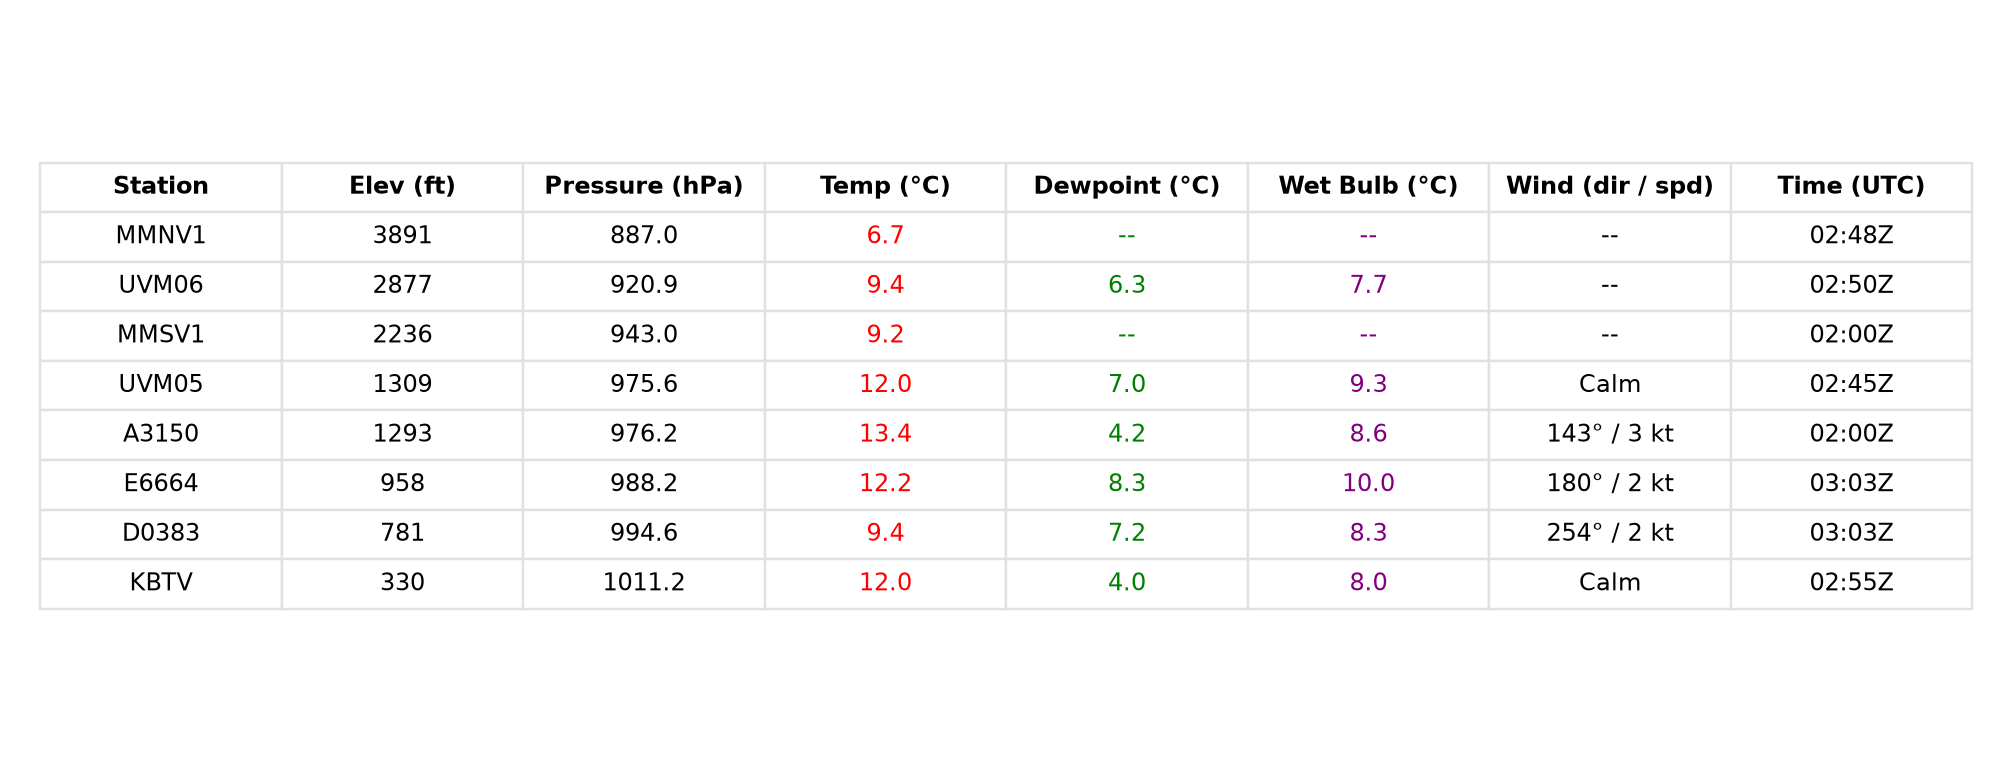 Station Elev (ft) Pressure (hPa) Temp (°C) Dewpoint (°C) Wet Bulb (°C) Wind (dir / spd) Time (UTC)
MMNV1 3891 887.0 6.7 -- -- -- 02:48Z
UVM06 2877 920.9 9.4 6.3 7.7 -- 02:50Z
MMSV1 2236 943.0 9.2 -- -- -- 02:00Z
UVM05 1309 975.6 12.0 7.0 9.3 Calm 02:45Z
A3150 1293 976.2 13.4 4.2 8.6 143° / 3 kt 02:00Z
E6664 958 988.2 12.2 8.3 10.0 180° / 2 kt 03:03Z
D0383 781 994.6 9.4 7.2 8.3 254° / 2 kt 03:03Z
KBTV 330 1011.2 12.0 4.0 8.0 Calm 02:55Z